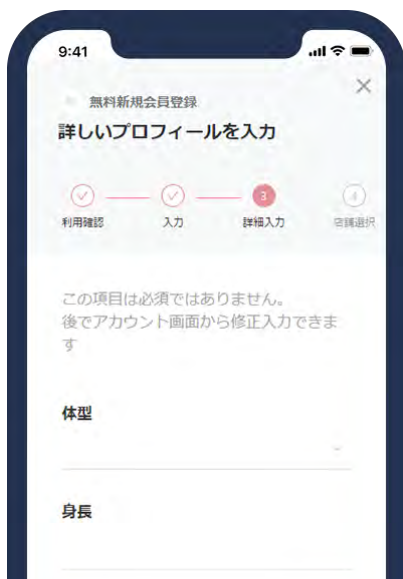 9:41
無料新規会員登録
詳しいプロフィールを入力
3
4
利用確認 入力 詳細入力 店舗選択
この項目は必須ではありません。
後でアカウント画面から修正入力できま
す
体型
身長